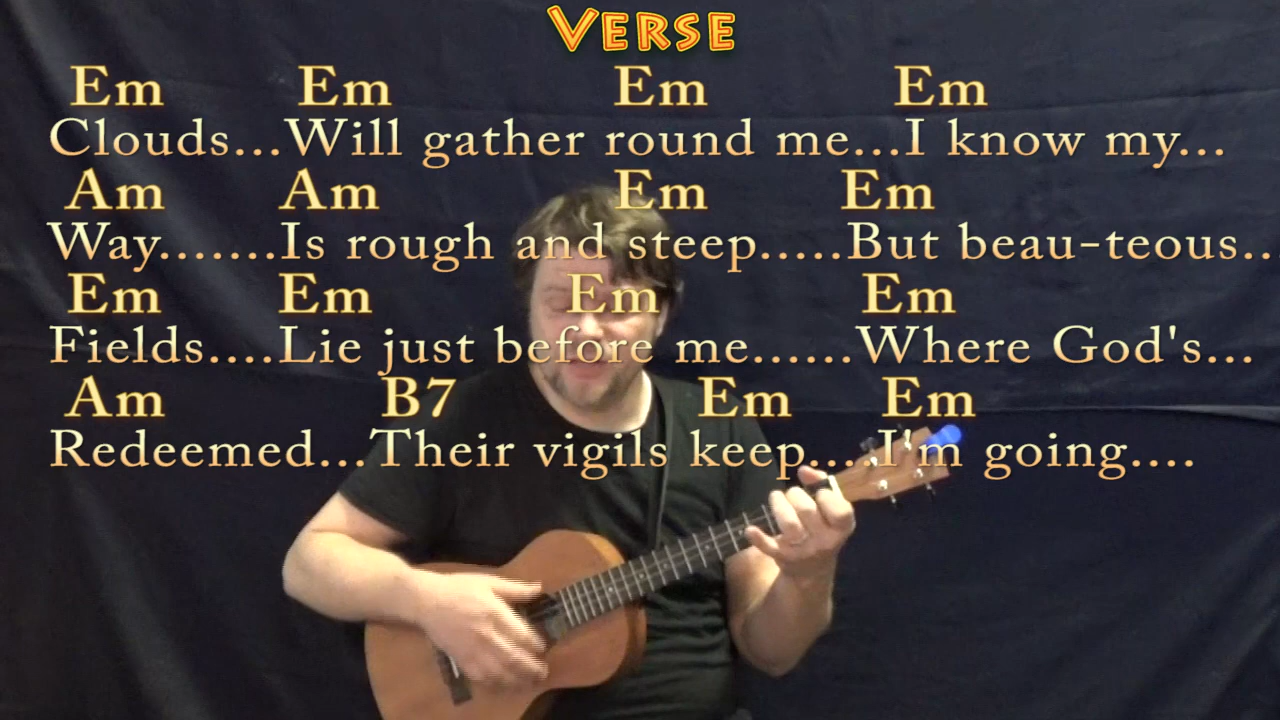 VERSE
Em Em Em Em
Clouds...Will gather round me...I know my...
Am Am Em Em
Way.......Is rough and steep.....But beau-teous..
Em Em Em Em
Fields....Lie just before me......Where God's...
Am B7 Em Em
Redeemed...Their vigils keep....I'm going....